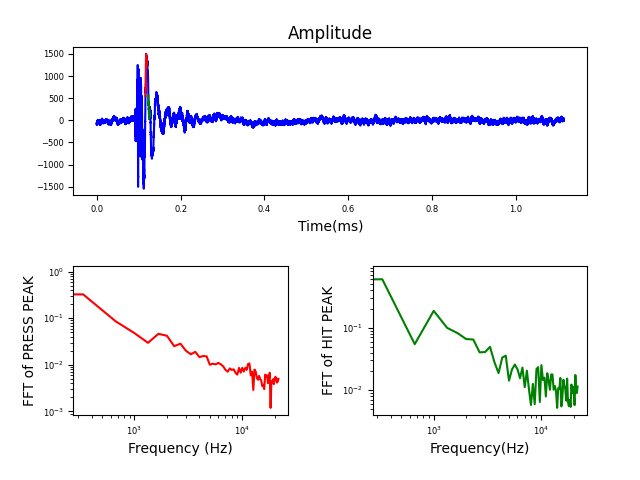 Amplitude
1500
1000
500
0
−500
−1000
−1500
0.0 0.2 0.4 0.6 0.8 1.0
Time(ms)
FFT of PRESS PEAK
10⁰
10⁻¹
10⁻²
10⁻³
10³ 10⁴
Frequency (Hz)
FFT of HIT PEAK
10⁻¹
10⁻²
10³ 10⁴
Frequency(Hz)